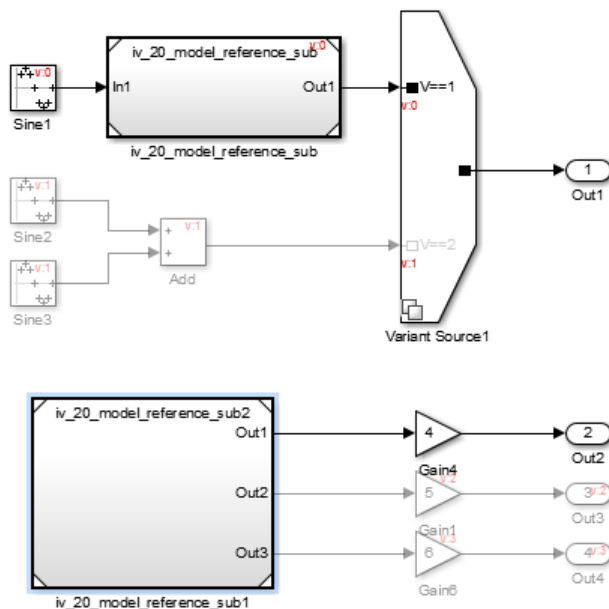 iv_20_model_reference_sub
v:0
v:0
In1
Out1
V==1
v:0
Sine1
iv_20_model_reference_sub
1
Out1
v:1
Sine2
v:1
Add
V==2
v:1
v:1
Sine3
Variant Source1
iv_20_model_reference_sub2
Out1
4
2
Gain4
Out2
Out2
v:2
5
3
v:2
Gain1
Out3
Out3
v:3
6
4
v:3
Gain6
Out4
iv_20_model_reference_sub1